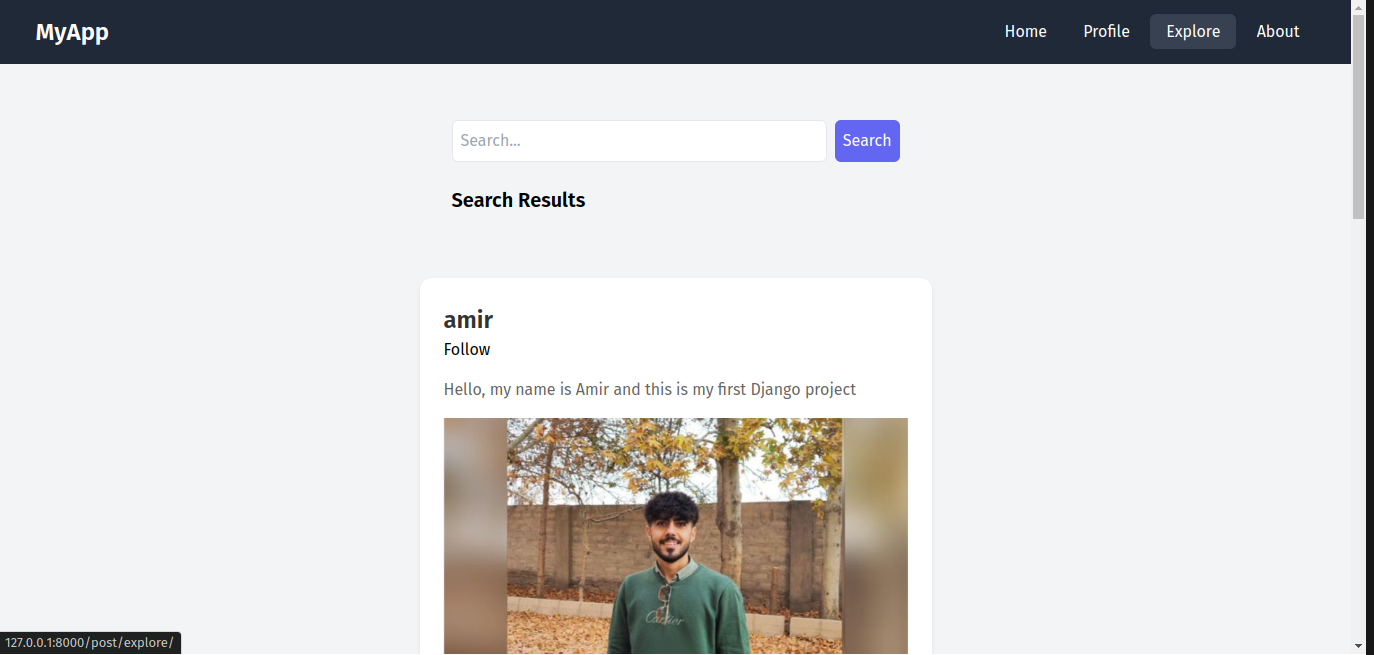 MyApp
Home Profile Explore About
Search...
Search
Search Results
amir
Follow
Hello, my name is Amir and this is my first Django project
Cartier
127.0.0.1:8000/post/explore/